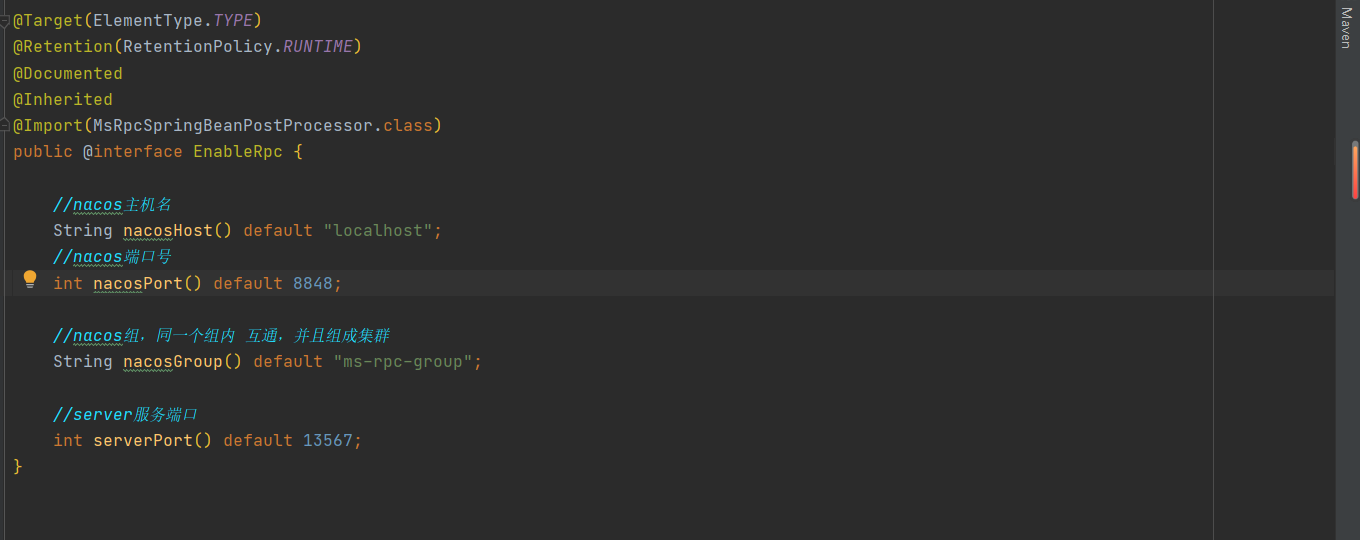 @Target(ElementType.TYPE)
@Retention(RetentionPolicy.RUNTIME)
@Documented
@Inherited
@Import(MsRpcSpringBeanPostProcessor.class)
public @interface EnableRpc {
//nacos主机名
String nacosHost() default "localhost";
//nacos端口号
int nacosPort() default 8848;
//nacos组，同一个组内 互通，并且组成集群
String nacosGroup() default "ms-rpc-group";
//server服务端口
int serverPort() default 13567;
}
Maven